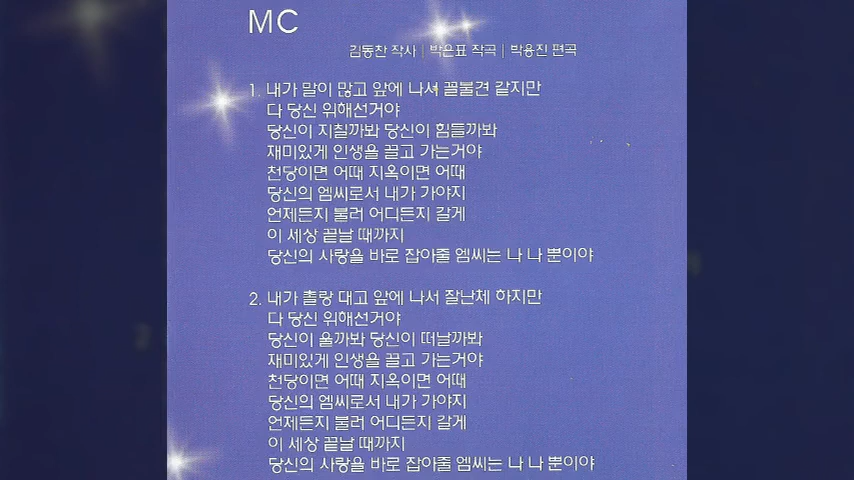 MC
김동찬 작사 | 박은표 작곡 | 박용진 편곡
1. 내가 말이 많고 앞에 나셔 꼴불견 같지만
다 당신 위해선거야
당신이 지칠까봐 당신이 힘들까봐
재미있게 인생을 끌고 가는거야
천당이면 어때 지옥이면 어때
당신의 엠씨로서 내가 가야지
언제든지 불러 어디든지 갈게
이 세상 끝날 때까지
당신의 사랑을 바로 잡아줄 엠씨는 나 나 뿐이야
2. 내가 촐랑 대고 앞에 나서 잘난체 하지만
다 당신 위해선거야
당신이 울까봐 당신이 떠날까봐
재미있게 인생을 끌고 가는거야
천당이면 어때 지옥이면 어때
당신의 엠씨로서 내가 가야지
언제든지 불러 어디든지 갈게
이 세상 끝날 때까지
당신의 사랑을 바로 잡아줄 엠씨는 나 나 뿐이야